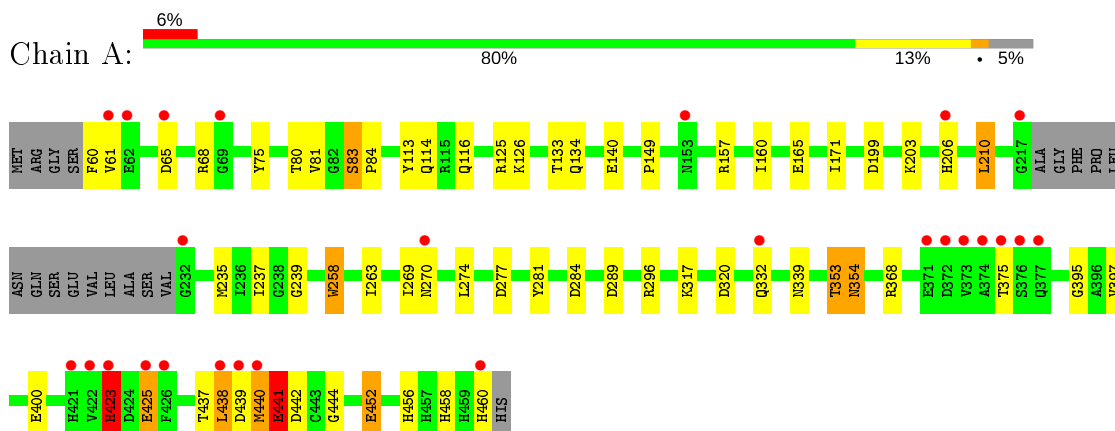 6%
Chain A:
80% 13% • 5%
MET ARG GLY SER F60 V61 E62 D65 R68 G69 Y75 T80 V81 G82 S83 P84 Y113 Q114 R115 Q116 R125 K126 T133 Q134 E140 P149 N153 R157 I160 E165 I171 D199 K203 H206 L210 G217 ALA GLY PHE PRO LEU
ASN GLN SER GLU VAL LEU ALA SER VAL G232 M235 I236 I237 G238 G239 W258 I263 I269 N270 L274 D277 Y281 D284 D289 R296 K317 D320 Q332 N339 T353 N354 R368 E371 D372 V373 A374 T375 S376 Q377 G395 A396 V397
E400 H421 V422 H423 D424 E425 F426 T437 L438 D439 M440 E441 D442 C443 G444 E452 H456 H457 H458 H459 H460 HIS